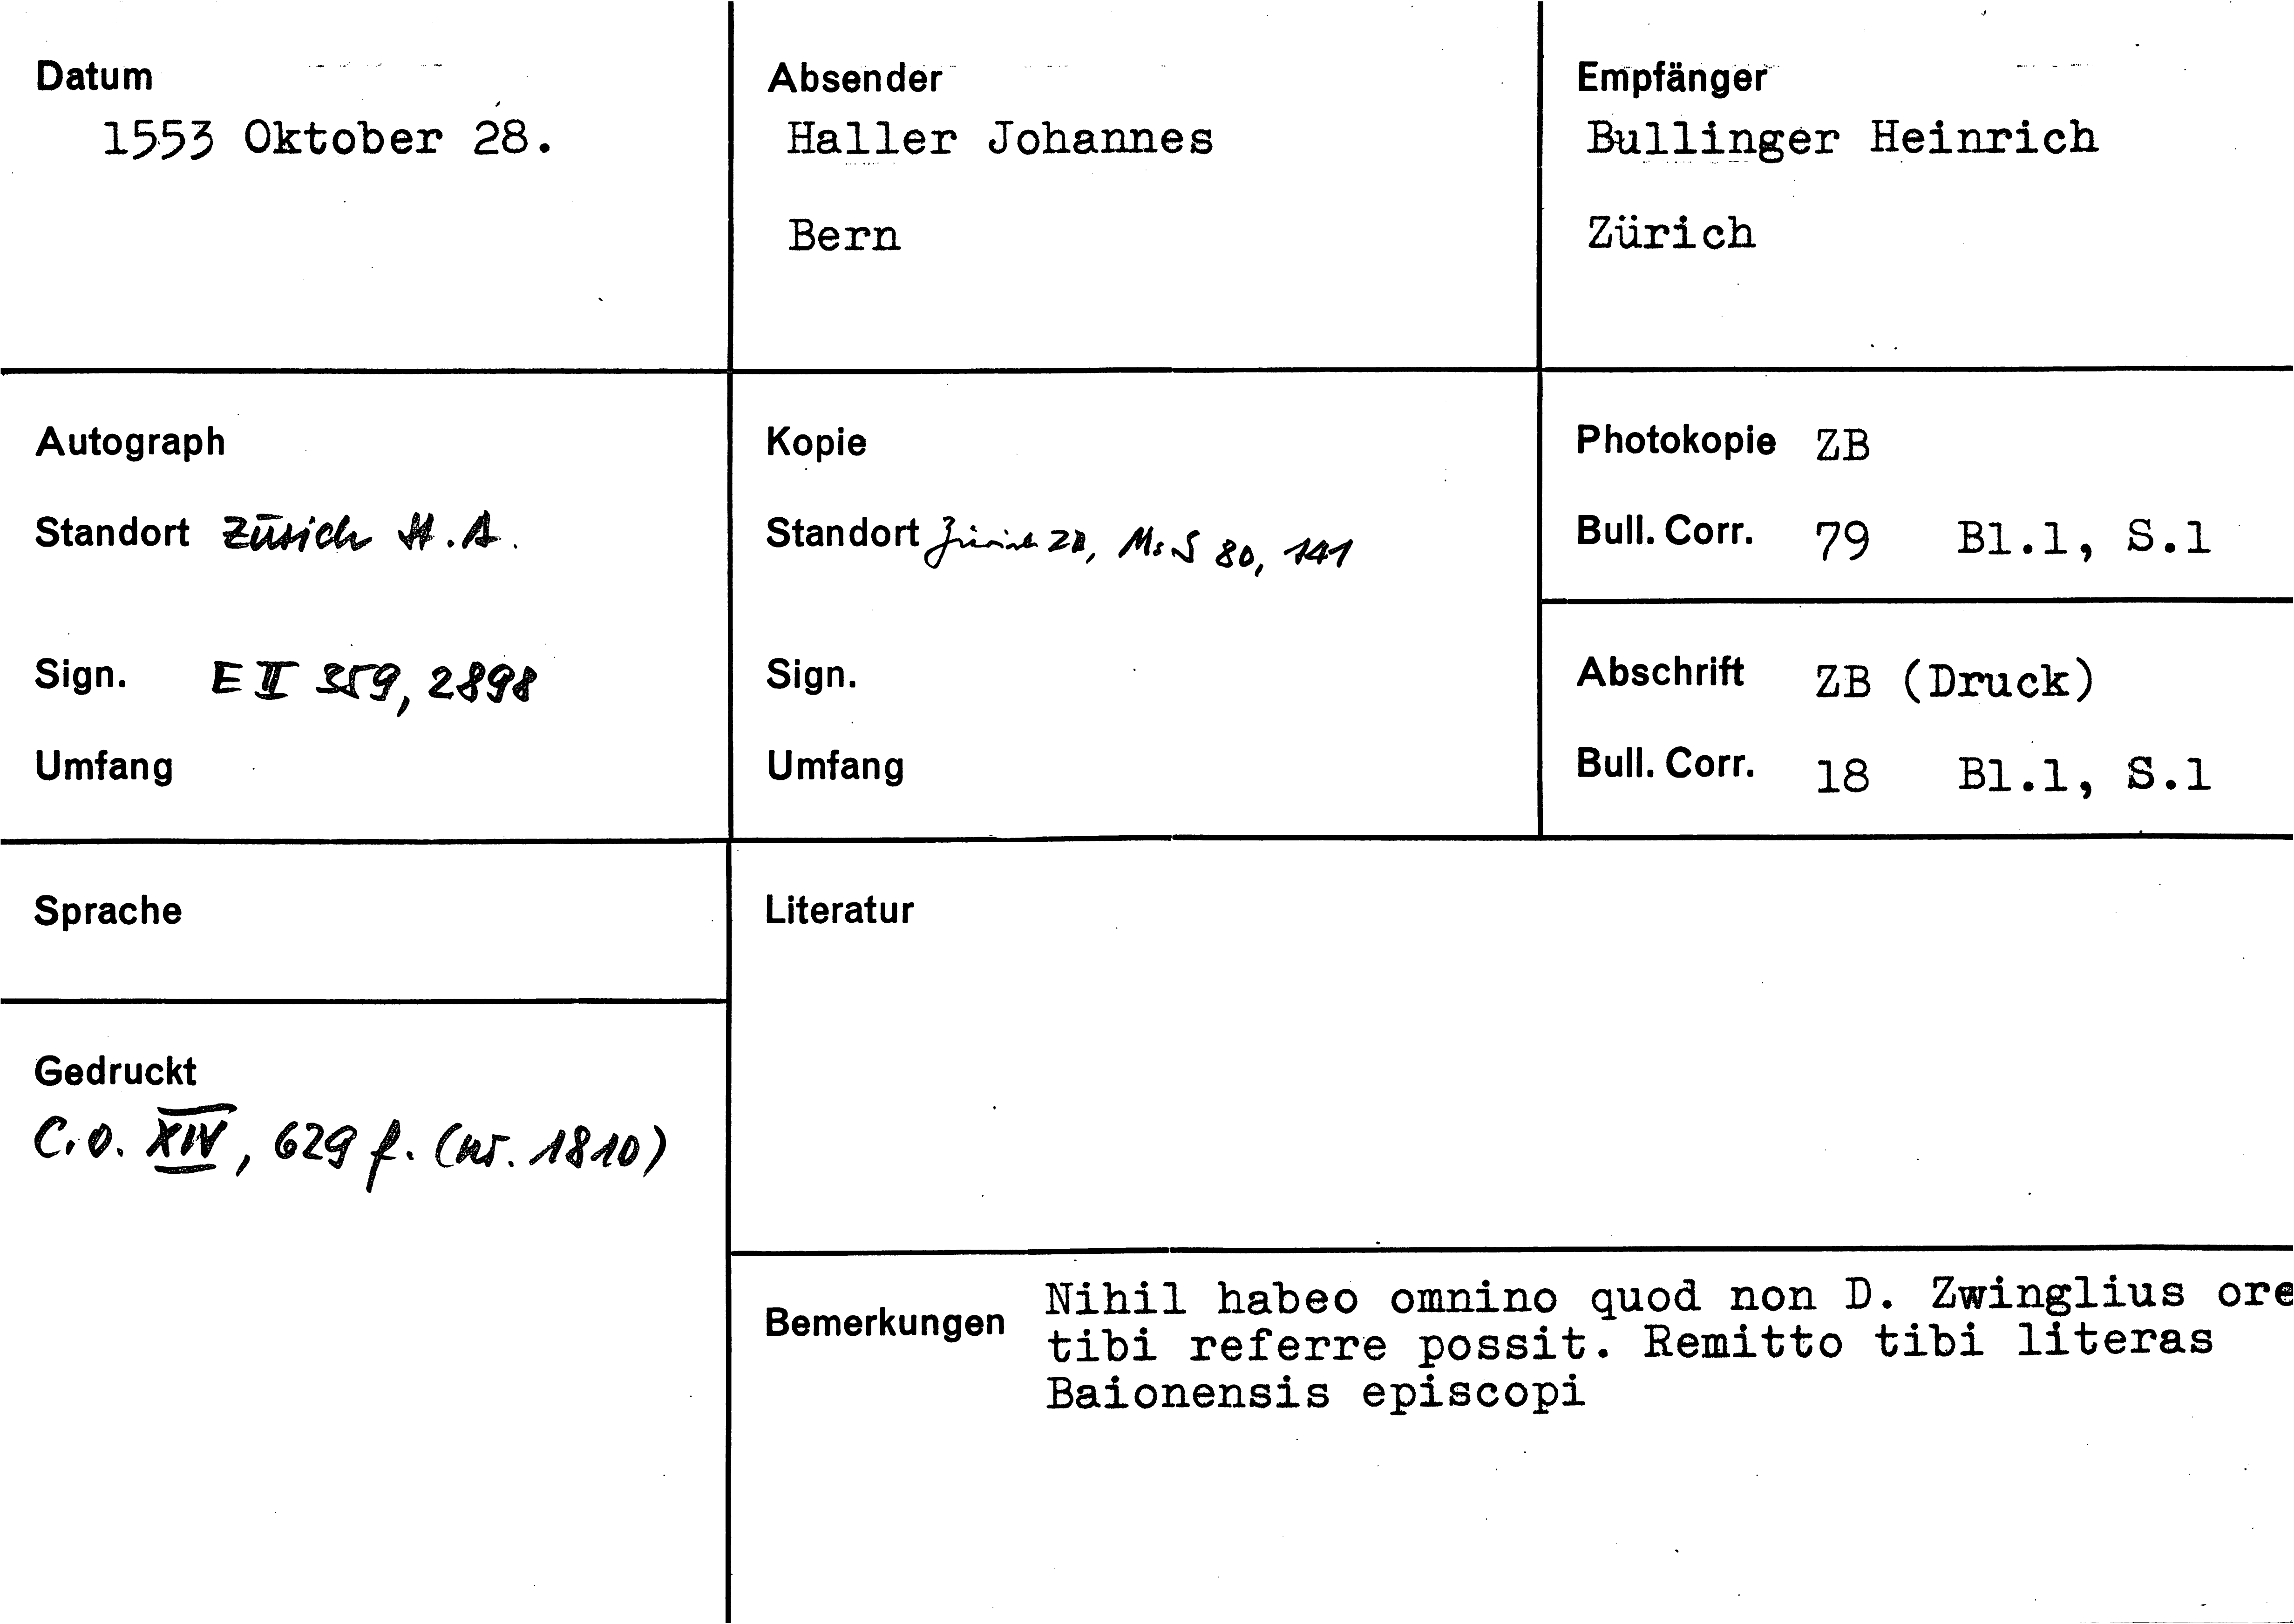 Datum
1553 Oktober 28.
Absender
Haller Johannes
Bern
Empfänger
Bullinger Heinrich
Zürich
Autograph
Standort Zürich St.A.
Sign. E II 359, 2898
Umfang
Kopie
Standort Zürich ZB, Ms S 80, 141
Sign.
Umfang
Photokopie ZB
Bull. Corr. 79 Bl.1, S.1
Abschrift ZB (Druck)
Bull. Corr. 18 Bl.1, S.1
Sprache
Literatur
Gedruckt
C.O. XIV, 629 f. (nr. 1810)
Bemerkungen Nihil habeo omnino quod non D. Zwinglius ore
tibi referre possit. Remitto tibi literas
Baionensis episcopi